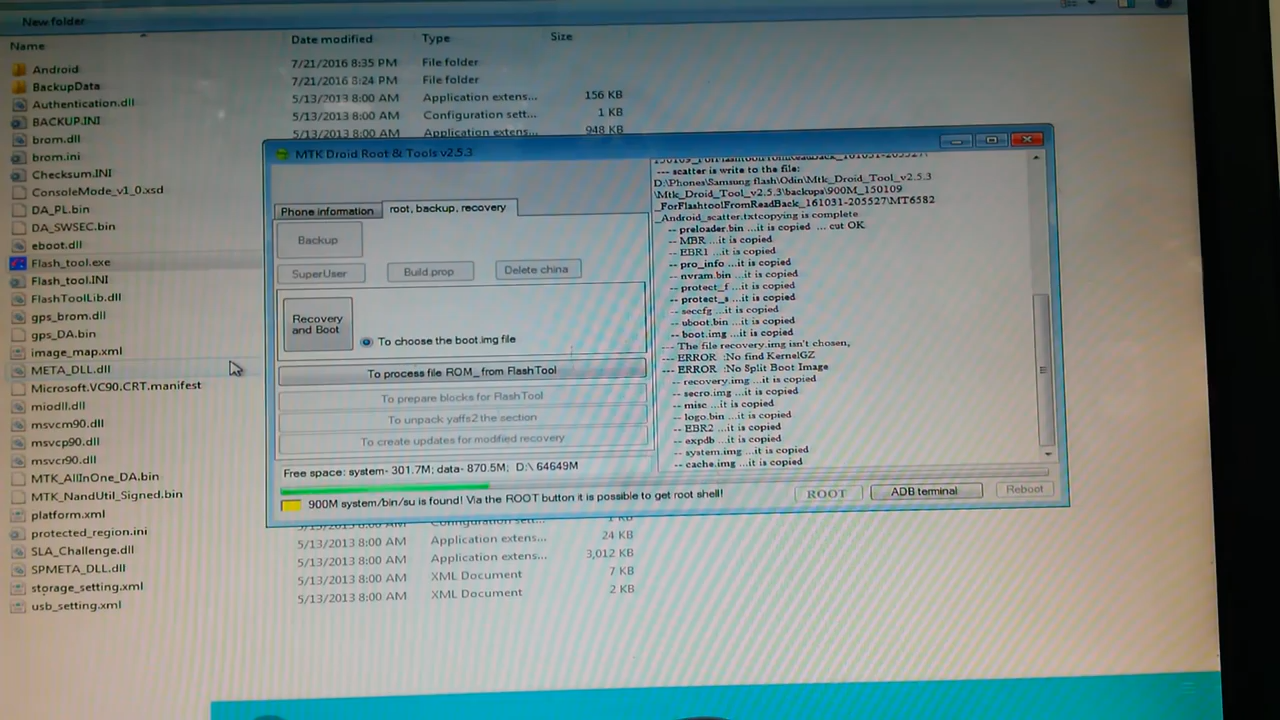 New folder
Name Date modified Type Size
Android 7/21/2016 8:35 PM File folder
BackupData 7/21/2016 8:24 PM File folder
Authentication.dll 5/13/2013 8:00 AM Application extens... 156 KB
BACKUP.INI 5/13/2013 8:00 AM Configuration sett... 1 KB
brom.dll 5/13/2013 8:00 AM Application extens... 948 KB
brom.ini
Checksum.INI
ConsoleMode_v1_0.xsd
DA_PL.bin
DA_SWSEC.bin
eboot.dll
Flash_tool.exe
Flash_tool.INI
FlashToolLib.dll
gps_brom.dll
gps_DA.bin
image_map.xml
META_DLL.dll
Microsoft.VC90.CRT.manifest
miodll.dll
msvcm90.dll
msvcp90.dll
msvcr90.dll
MTK_AllInOne_DA.bin
MTK_NandUtil_Signed.bin
platform.xml
protected_region.ini
SLA_Challenge.dll 5/13/2013 8:00 AM Application extens... 24 KB
SPMETA_DLL.dll 5/13/2013 8:00 AM Application extens... 3,012 KB
storage_setting.xml 5/13/2013 8:00 AM XML Document 7 KB
usb_setting.xml 5/13/2013 8:00 AM XML Document 2 KB
MTK Droid Root & Tools v2.5.3
Phone information root, backup, recovery
Backup
SuperUser Build.prop Delete china
Recovery
and Boot
To choose the boot.img file
To process file ROM_ from FlashTool
To prepare blocks for FlashTool
To unpack yaffs2 the section
To create updates for modified recovery
Free space: system- 301.7M; data- 870.5M; D:\ 64649M
900M system/bin/su is found! Via the ROOT button it is possible to get root shell!
ROOT ADB terminal Reboot
--- scatter is write to the file:
D:\Phones\Samsung flash\Odin\Mtk_Droid_Tool_v2.5.3
\Mtk_Droid_Tool_v2.5.3\backups\900M_150109
_ForFlashtoolFromReadBack_161031-205527\MT6582
_Android_scatter.txtcopying is complete
-- preloader.bin ...it is copied ... cut OK
-- MBR ...it is copied
-- EBR1 ...it is copied
-- pro_info ...it is copied
-- nvram.bin ...it is copied
-- protect_f ...it is copied
-- protect_s ...it is copied
-- seccfg ...it is copied
-- uboot.bin ...it is copied
-- boot.img ...it is copied
--- The file recovery.img isn't chosen,
--- ERROR :No find KernelGZ
--- ERROR :No Split Boot Image
-- recovery.img ...it is copied
-- secro.img ...it is copied
-- misc ...it is copied
-- logo.bin ...it is copied
-- EBR2 ...it is copied
-- expdb ...it is copied
-- system.img ...it is copied
-- cache.img ...it is copied